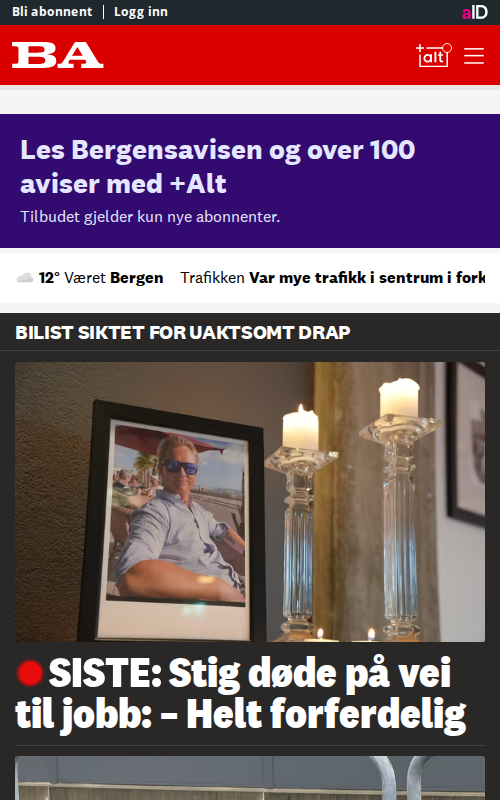 Bli abonnent | Logg inn
aID
BA
+alt
Les Bergensavisen og over 100
aviser med +Alt
Tilbudet gjelder kun nye abonnenter.
12° Været Bergen Trafikken Var mye trafikk i sentrum i fork
BILIST SIKTET FOR UAKTSOMT DRAP
SISTE: Stig døde på vei
til jobb: – Helt forferdelig